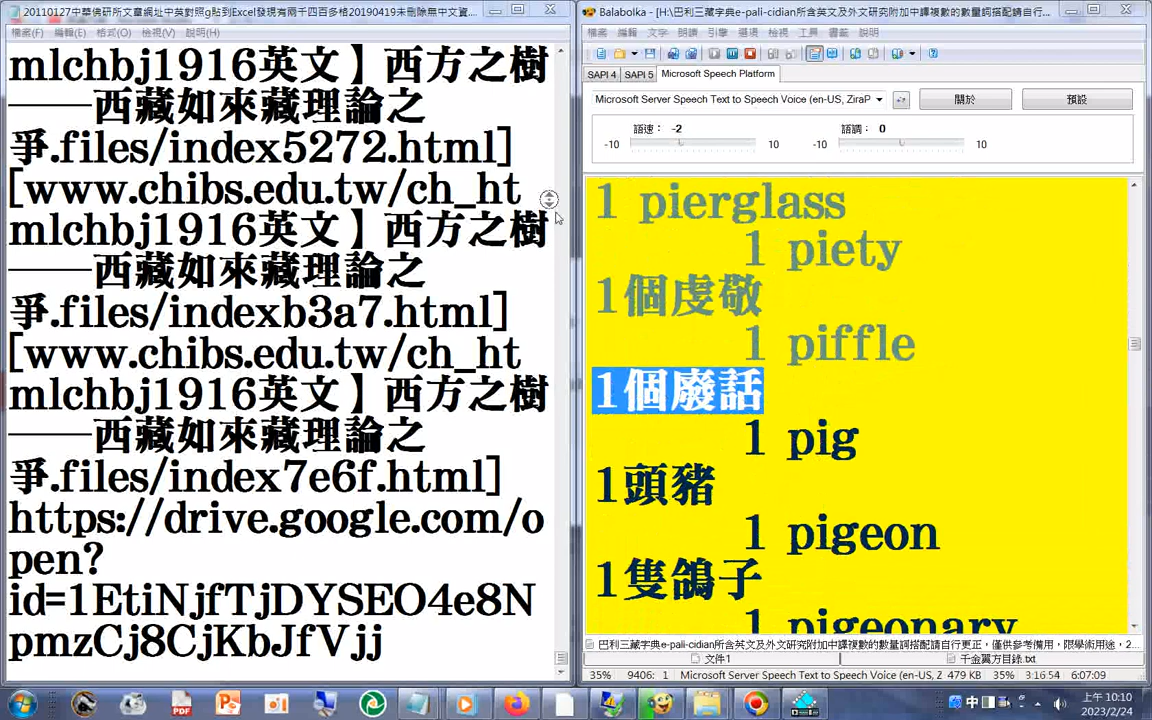 20110127中華佛研所文章網址中英對照g貼到Excel發現有兩千四百多格20190419未刪除無中文資...
檔案(F) 編輯(E) 格式(O) 檢視(V) 說明(H)
mlchbj1916英文】西方之樹
——西藏如來藏理論之
爭.files/index5272.html]
[www.chibs.edu.tw/ch_ht
mlchbj1916英文】西方之樹
——西藏如來藏理論之
爭.files/indexb3a7.html]
[www.chibs.edu.tw/ch_ht
mlchbj1916英文】西方之樹
——西藏如來藏理論之
爭.files/index7e6f.html]
https://drive.google.com/o
pen?
id=1EtiNjfTjDYSEO4e8N
pmzCj8CjKbJfVjj
Balabolka - [H:\巴利三藏字典e-pali-cidian所含英文及外文研究附加中譯複數的數量詞搭配請自行...
檔案 編輯 文字 朗讀 引擎 選項 檢視 工具 叢書 說明
SAPI 4 SAPI 5 Microsoft Speech Platform
Microsoft Server Speech Text to Speech Voice (en-US, ZiraP
關於 預設
語速： -2 語調： 0
-10 10 -10 10
1 pierglass
1 piety
1個虔敬
1 piffle
1個廢話
1 pig
1頭豬
1 pigeon
1隻鴿子
1 pigeonary
巴利三藏字典e-pali-cidian所含英文及外文研究附加中譯複數的數量詞搭配請自行更正，僅供參考備用，限學術用途，2...
文件1 千金翼方目錄.txt
35% 9406: 1 Microsoft Server Speech Text to Speech Voice (en-US, Z 479 KB 35% 3:16:54 6:07:09
PDF
中
上午 10:10
2023/2/24